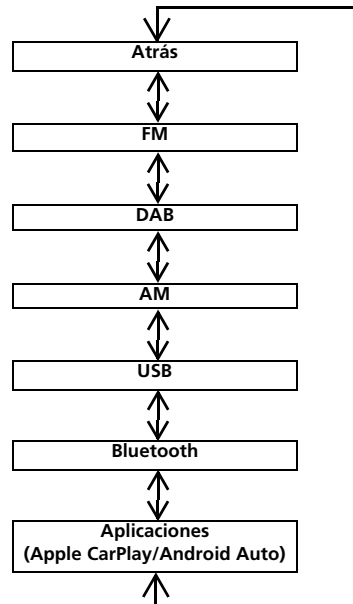 Atrás
FM
DAB
AM
USB
Bluetooth
Aplicaciones
(Apple CarPlay/Android Auto)